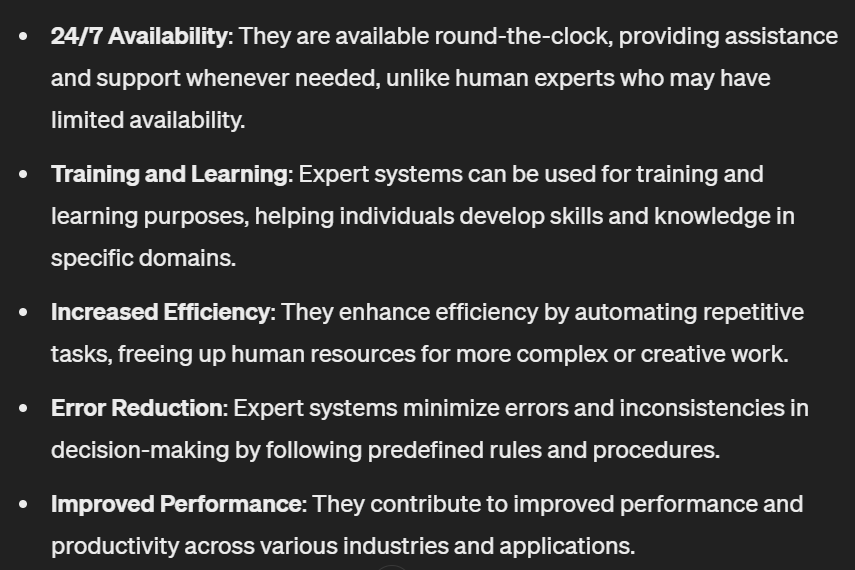 • 24/7 Availability: They are available round-the-clock, providing assistance
and support whenever needed, unlike human experts who may have
limited availability.
• Training and Learning: Expert systems can be used for training and
learning purposes, helping individuals develop skills and knowledge in
specific domains.
• Increased Efficiency: They enhance efficiency by automating repetitive
tasks, freeing up human resources for more complex or creative work.
• Error Reduction: Expert systems minimize errors and inconsistencies in
decision-making by following predefined rules and procedures.
• Improved Performance: They contribute to improved performance and
productivity across various industries and applications.